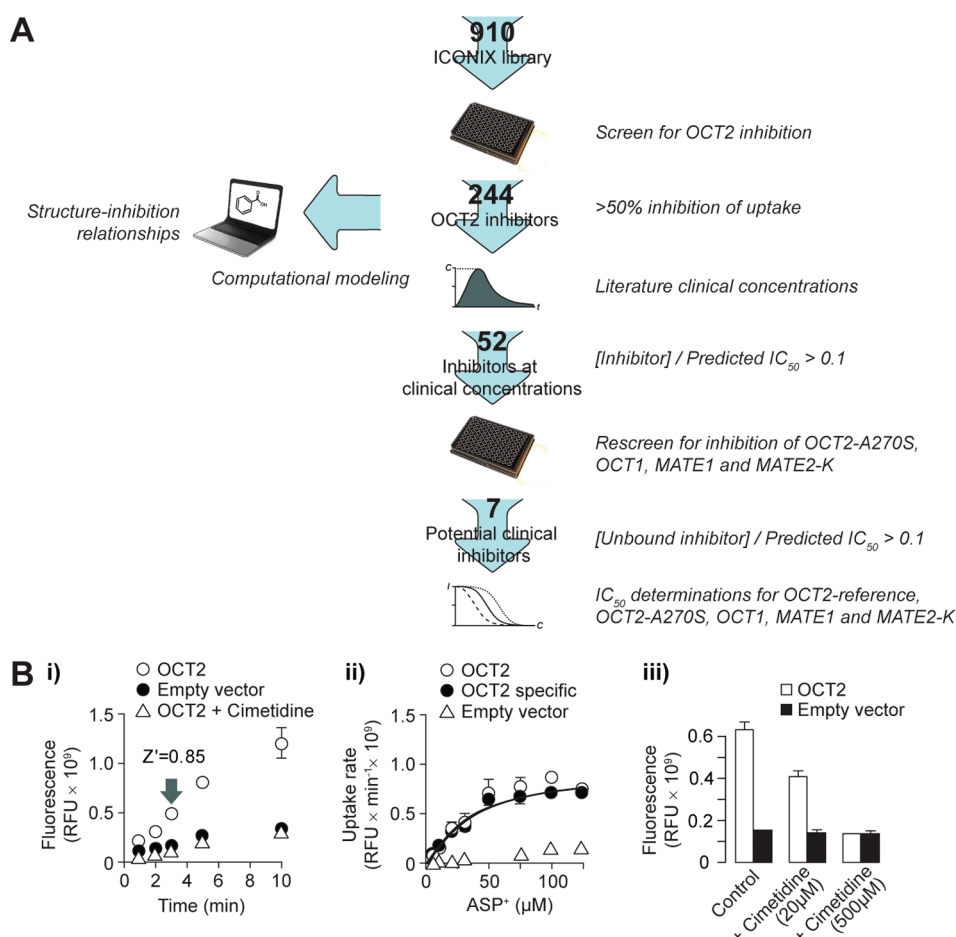 A
910
ICONIX library
Screen for OCT2 inhibition
244
OCT2 inhibitors
>50% inhibition of uptake
Structure-inhibition
relationships
OH
O
Computational modeling
C
t
Literature clinical concentrations
52
Inhibitors at
clinical concentrations
[Inhibitor] / Predicted IC50 > 0.1
Rescreen for inhibition of OCT2-A270S,
OCT1, MATE1 and MATE2-K
7
Potential clinical
inhibitors
[Unbound inhibitor] / Predicted IC50 > 0.1
I
C
IC50 determinations for OCT2-reference,
OCT2-A270S, OCT1, MATE1 and MATE2-K
B
i)
OCT2
Empty vector
OCT2 + Cimetidine
Z'=0.85
Fluorescence
(RFU × 10⁹)
1.5
1.0
0.5
0
0 2 4 6 8 10
Time (min)
ii)
OCT2
OCT2 specific
Empty vector
Uptake rate
(RFU × min⁻¹× 10⁹)
1.5
1.0
0.5
0
0 50 100
ASP⁺ (µM)
iii)
OCT2
Empty vector
Fluorescence
(RFU × 10⁹)
0.6
0.4
0.2
0
Control
+ Cimetidine
(20µM)
+ Cimetidine
(500µM)